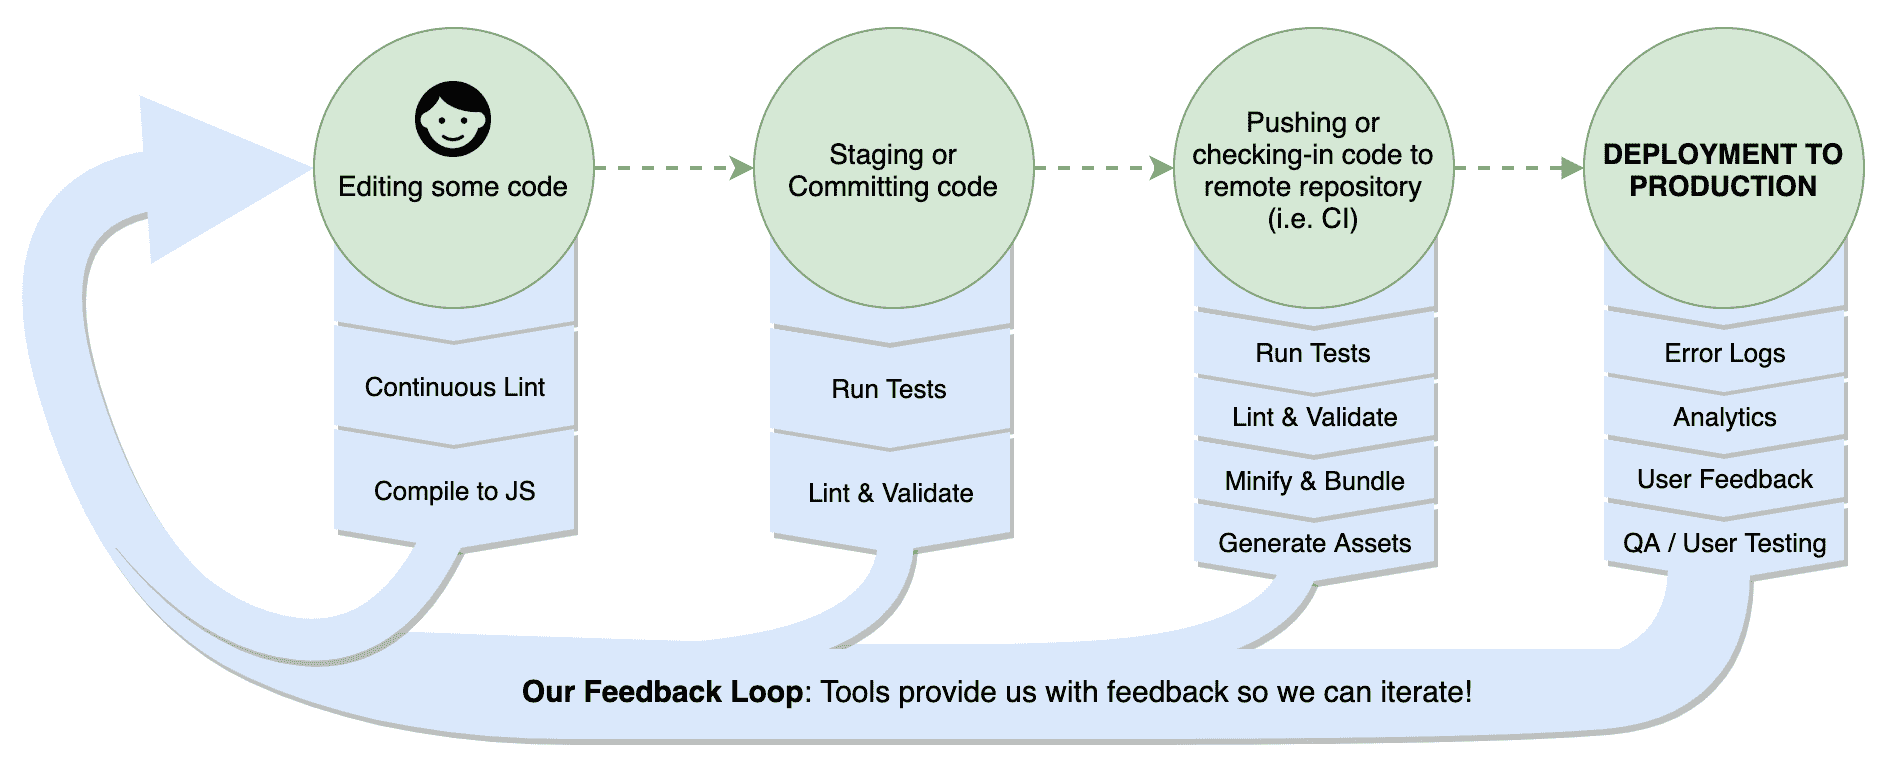 Editing some code
Staging or
Committing code
Pushing or
checking-in code to
remote repository
(i.e. CI)
DEPLOYMENT TO
PRODUCTION
Continuous Lint
Compile to JS
Run Tests
Lint & Validate
Run Tests
Lint & Validate
Minify & Bundle
Generate Assets
Error Logs
Analytics
User Feedback
QA / User Testing
Our Feedback Loop: Tools provide us with feedback so we can iterate!